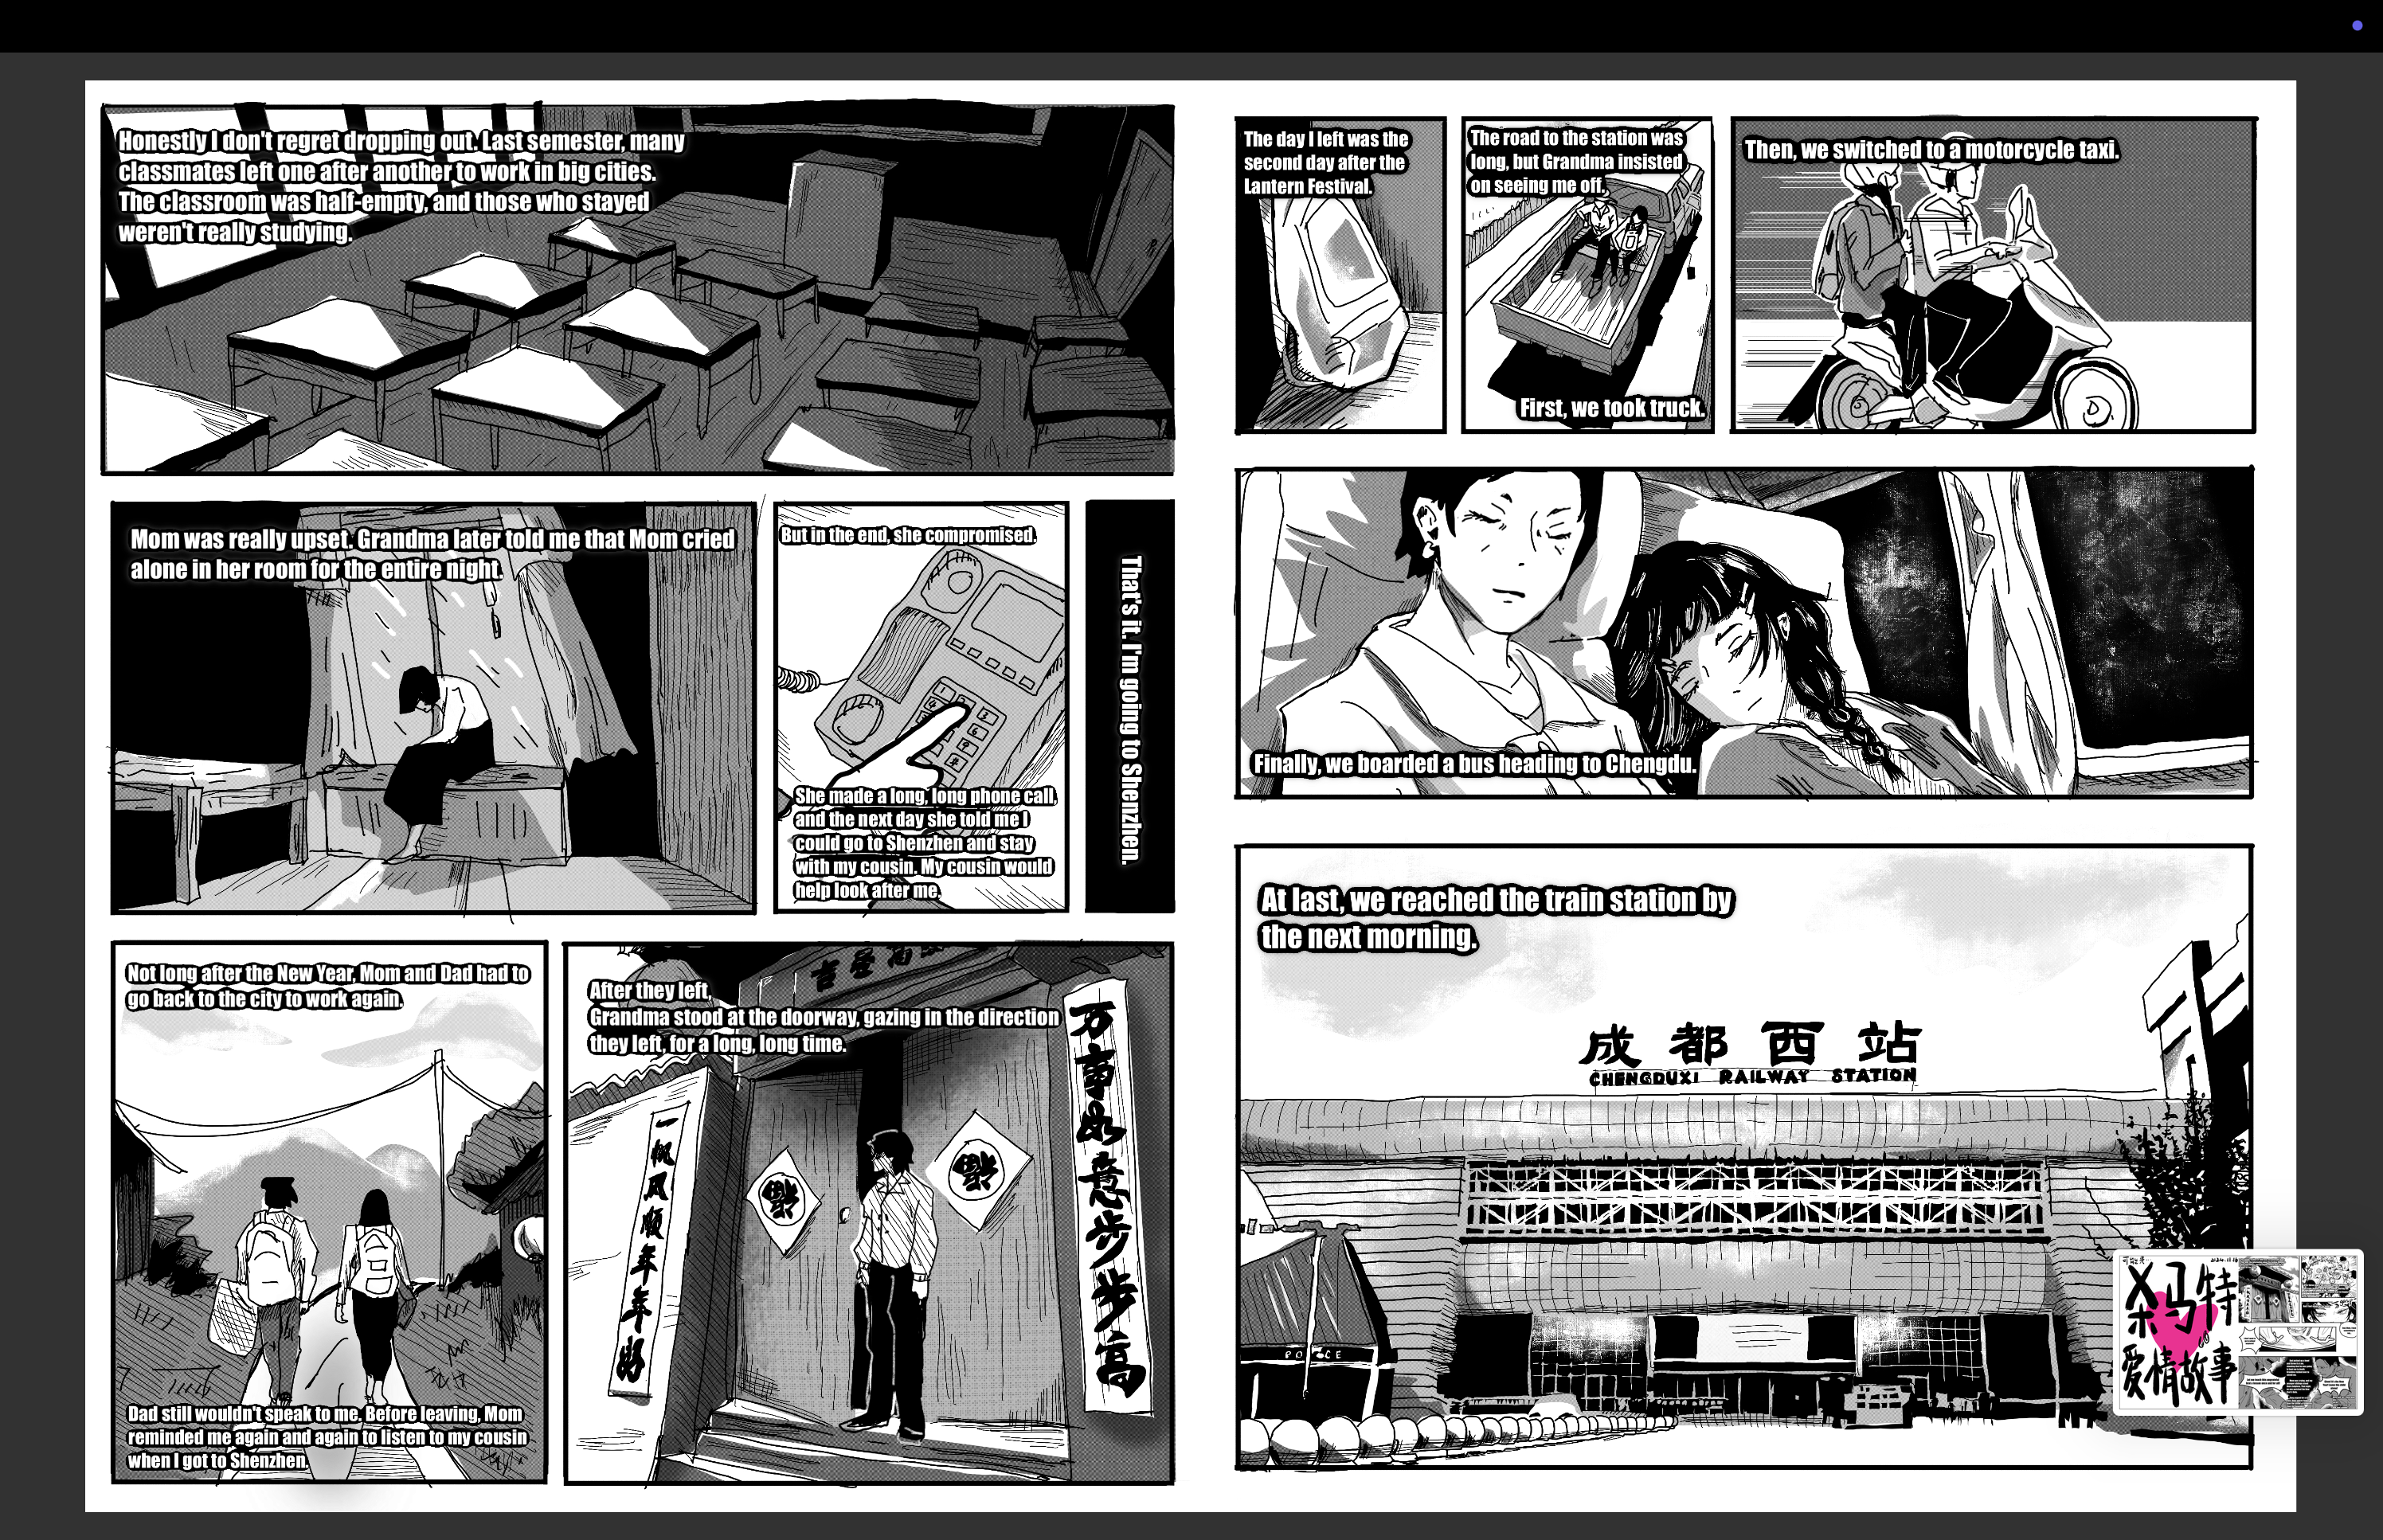 Honestly I don't regret dropping out. Last semester, many
classmates left one after another to work in big cities.
The classroom was half-empty, and those who stayed
weren't really studying.
Mom was really upset. Grandma later told me that Mom cried
alone in her room for the entire night.
But in the end, she compromised.
She made a long, long phone call,
and the next day she told me I
could go to Shenzhen and stay
with my cousin. My cousin would
help look after me.
That's it. I'm going to Shenzhen.
Not long after the New Year, Mom and Dad had to
go back to the city to work again.
Dad still wouldn't speak to me. Before leaving, Mom
reminded me again and again to listen to my cousin
when I got to Shenzhen.
After they left,
Grandma stood at the doorway, gazing in the direction
they left, for a long, long time.
万事如意步步高
一帆风顺年年好
福
福
The day I left was the
second day after the
Lantern Festival.
The road to the station was
long, but Grandma insisted
on seeing me off.
First, we took truck.
Then, we switched to a motorcycle taxi.
Finally, we boarded a bus heading to Chengdu.
At last, we reached the train station by
the next morning.
成都西站
CHENGDUXI RAILWAY STATION
POLICE
杀马特
爱情故事